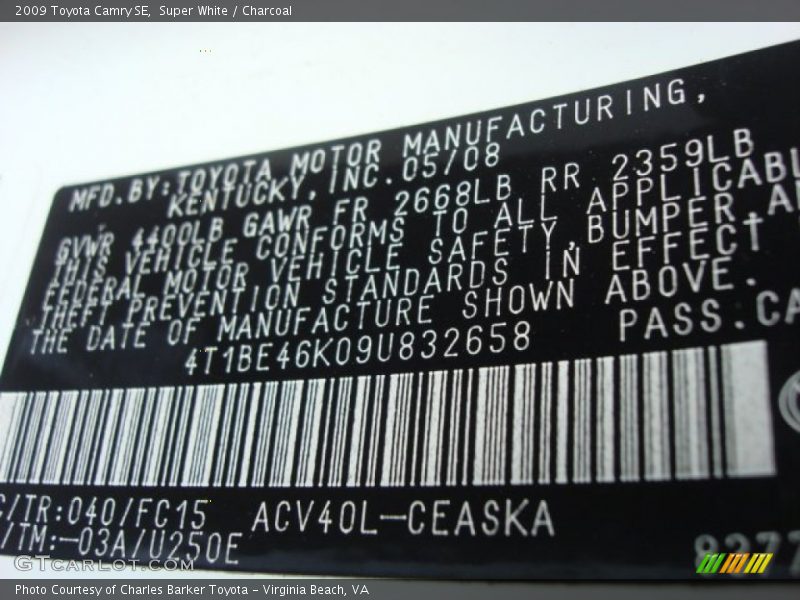 2009 Toyota Camry SE,  Super White / Charcoal
MFD.BY:TOYOTA MOTOR MANUFACTURING,
KENTUCKY,INC.05/08
GVWR 4400LB GAWR FR 2668LB RR 2359LB
THIS VEHICLE CONFORMS TO ALL APPLICABL
FEDERAL MOTOR VEHICLE SAFETY,BUMPER,A
THEFT PREVENTION STANDARDS IN EFFECT
THE DATE OF MANUFACTURE SHOWN ABOVE.
4T1BE46K09U832658 PASS.CA
C/TR:040/FC15 ACV40L-CEASKA
/TM:-03A/U250E
GTCARLOT.COM
Photo Courtesy of Charles Barker Toyota - Virginia Beach, VA